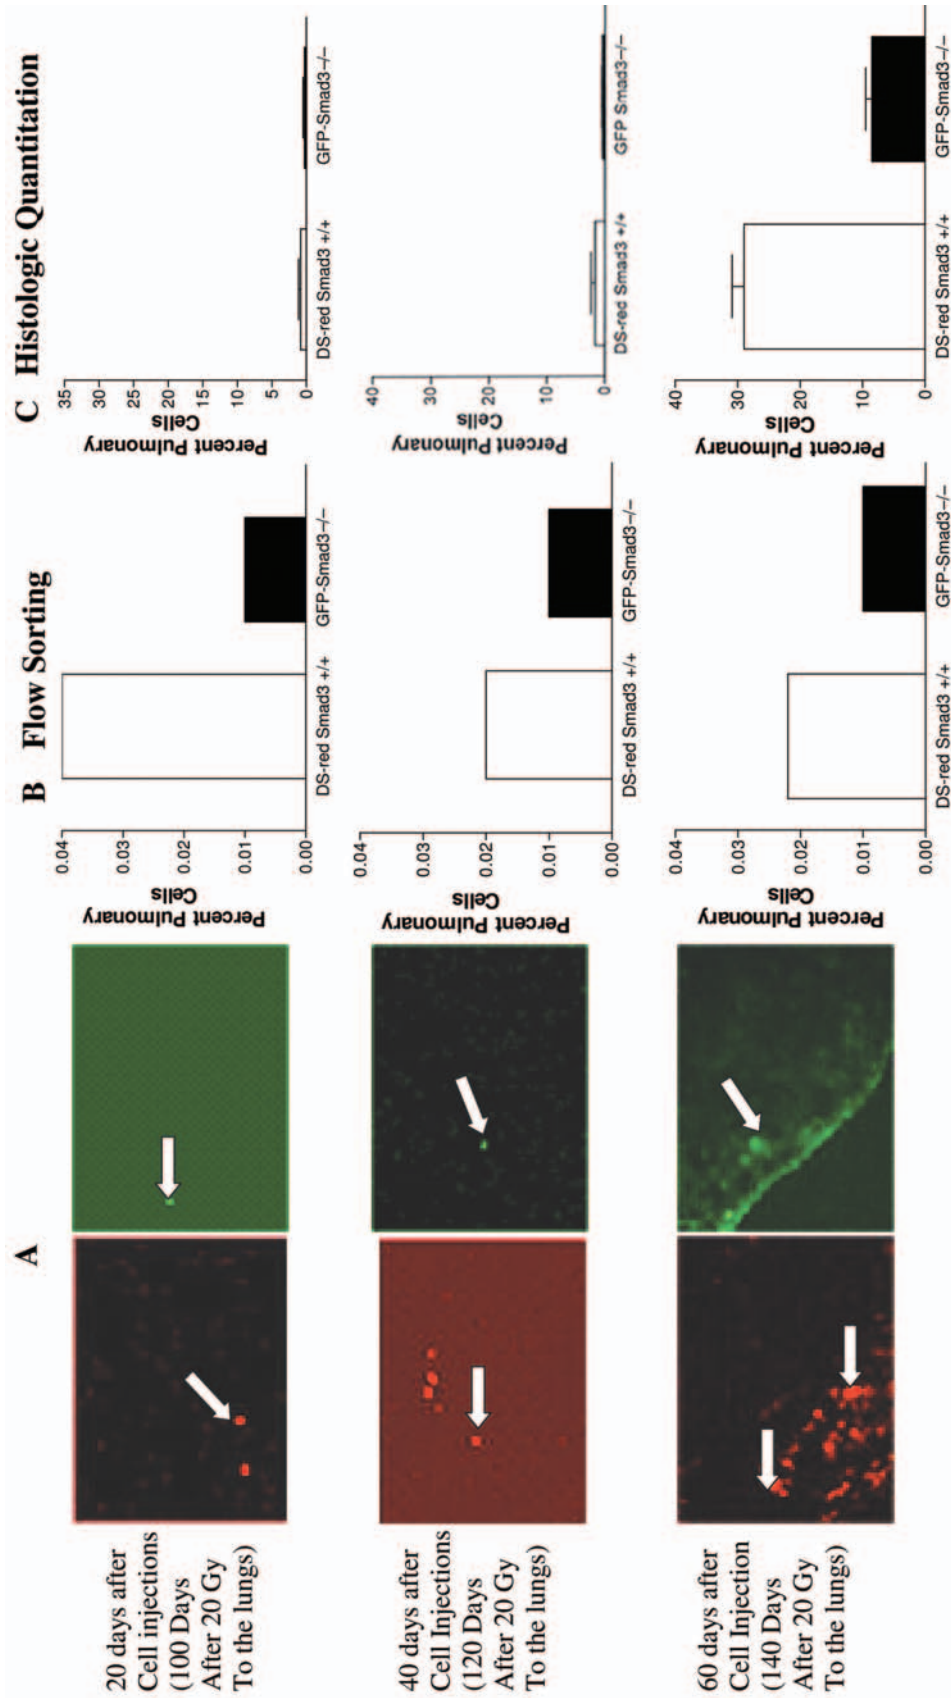 A
B Flow Sorting
C Histologic Quantitation
20 days after
Cell injections
(100 Days
After 20 Gy
To the lungs)
Percent Pulmonary
Cells
0.04
0.03
0.02
0.01
0.00
DS-red Smad3 +/+
GFP-Smad3−/−
Percent Pulmonary
Cells
35
30
25
20
15
10
5
0
DS-red Smad3 +/+
GFP-Smad3−/−
40 days after
Cell Injections
(120 Days
After 20 Gy
To the lungs)
Percent Pulmonary
Cells
0.04
0.03
0.02
0.01
0.00
DS-red Smad3 +/+
GFP-Smad3−/−
Percent Pulmonary
Cells
40
30
20
10
0
DS-red Smad3 +/+
GFP Smad3−/−
60 days after
Cell Injection
(140 Days
After 20 Gy
To the lungs)
Percent Pulmonary
Cells
0.04
0.03
0.02
0.01
0.00
DS-red Smad3 +/+
GFP-Smad3−/−
Percent Pulmonary
Cells
40
30
20
10
0
DS-red Smad3 +/+
GFP-Smad3−/−